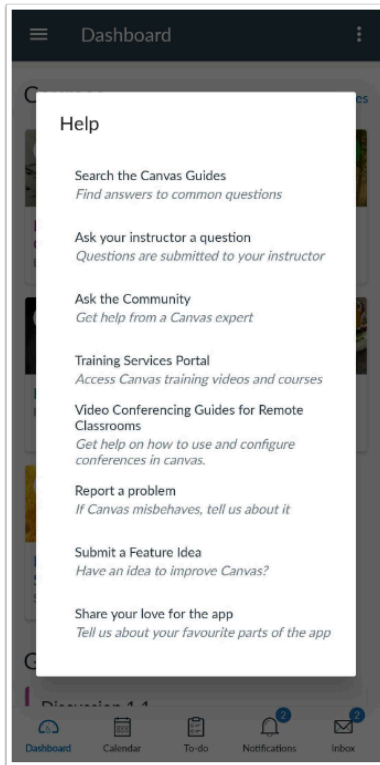 Dashboard
es
Help
Search the Canvas Guides
Find answers to common questions
Ask your instructor a question
Questions are submitted to your instructor
Ask the Community
Get help from a Canvas expert
Training Services Portal
Access Canvas training videos and courses
Video Conferencing Guides for Remote
Classrooms
Get help on how to use and configure
conferences in canvas.
Report a problem
If Canvas misbehaves, tell us about it
Submit a Feature Idea
Have an idea to improve Canvas?
Share your love for the app
Tell us about your favourite parts of the app
Discussion 1.1
2 2
Dashboard Calendar To-do Notifications Inbox